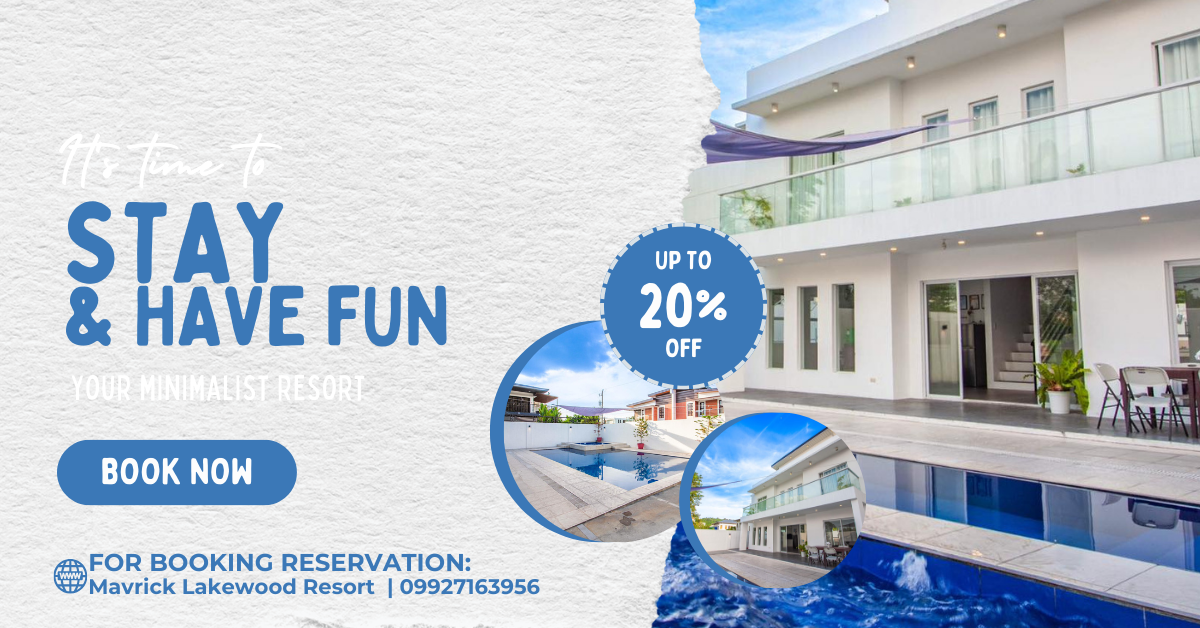 It's time to
STAY
& HAVE FUN
YOUR MINIMALIST RESORT
BOOK NOW
UP TO
20%
OFF
FOR BOOKING RESERVATION:
Mavrick Lakewood Resort | 09927163956